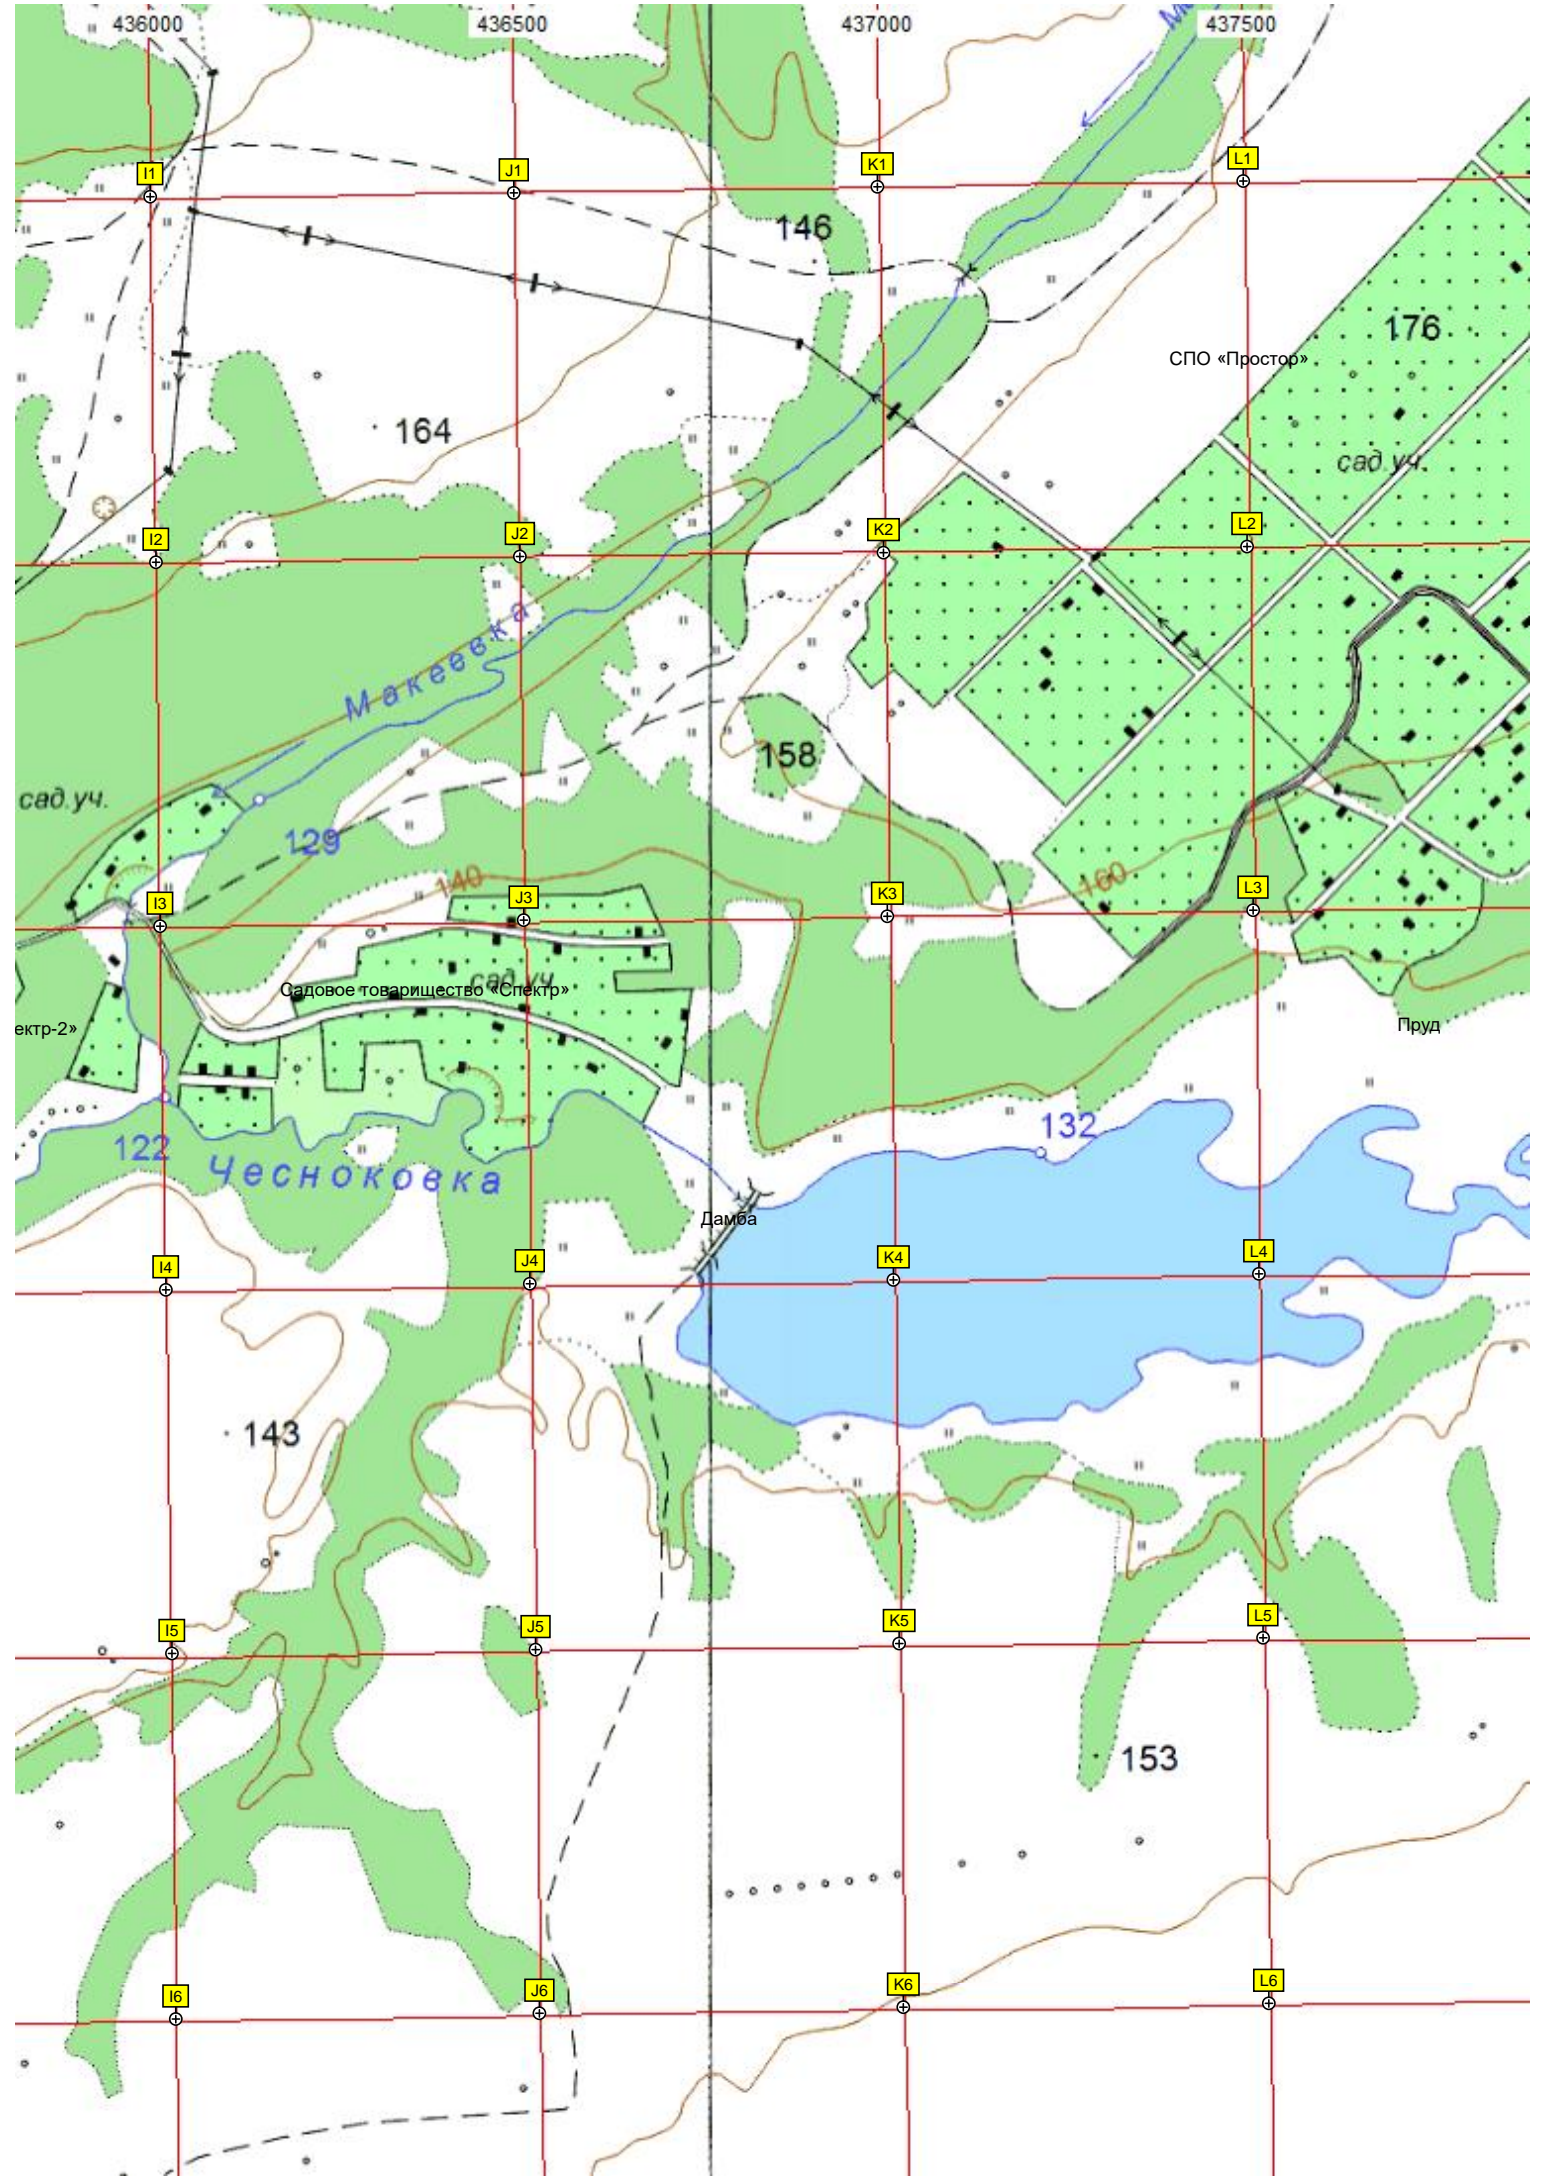 436000 436500 437000 437500
I1 J1 K1 L1
146
176
СПО «Простор»
164
сад.уч.
I2 J2 K2 L2
Макеевка
158
сад.уч.
129
140
160
I3 J3 K3 L3
сад.уч.
Садовое товарищество «Спектр»
ектр-2»
Пруд
132
122
Чесноковка
Дамба
I4 J4 K4 L4
143
I5 J5 K5 L5
153
I6 J6 K6 L6